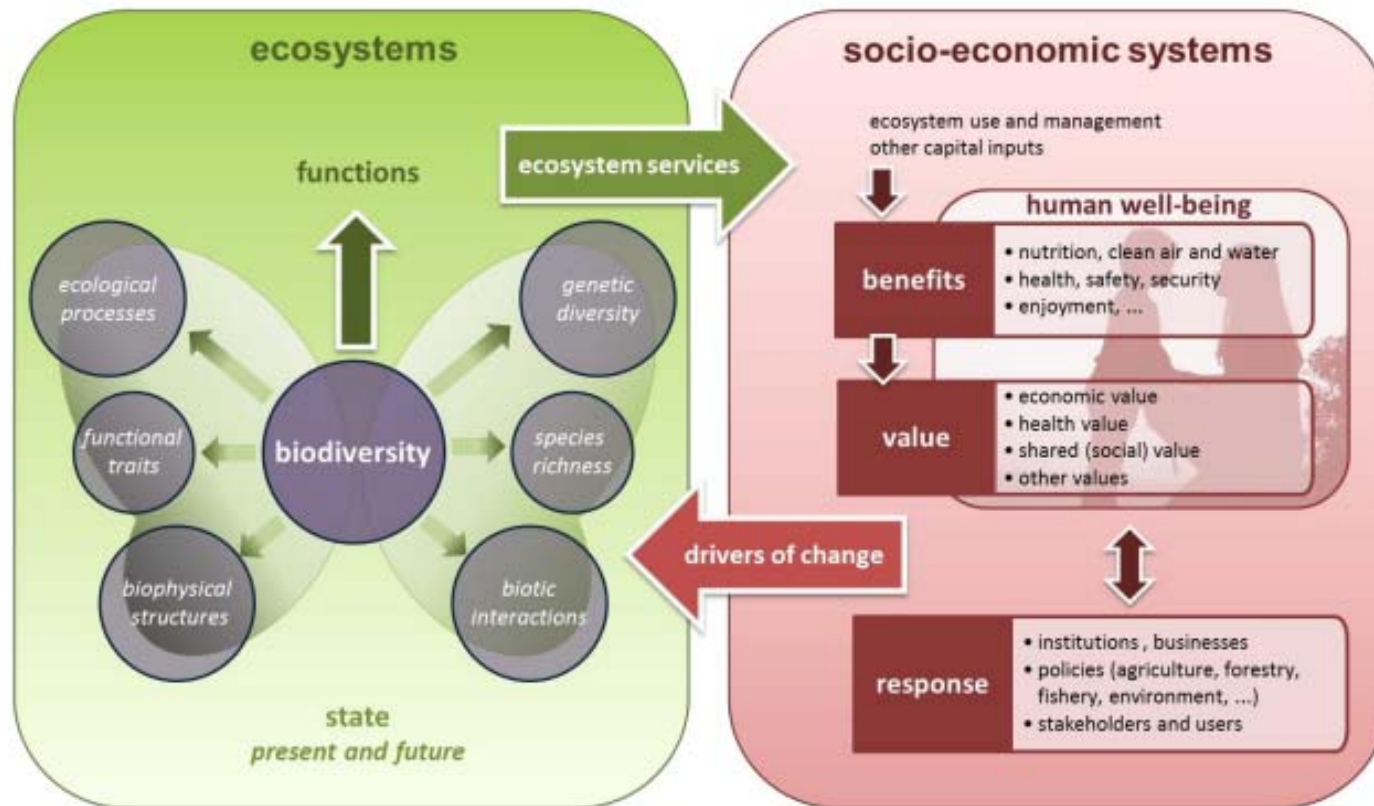 ecosystems
functions
ecosystem services
ecological
processes
genetic
diversity
functional
traits
biodiversity
species
richness
biophysical
structures
biotic
interactions
state
present and future
socio-economic systems
ecosystem use and management
other capital inputs
human well-being
benefits
• nutrition, clean air and water
• health, safety, security
• enjoyment, ...
value
• economic value
• health value
• shared (social) value
• other values
drivers of change
response
• institutions , businesses
• policies (agriculture, forestry,
fishery, environment, ...)
• stakeholders and users